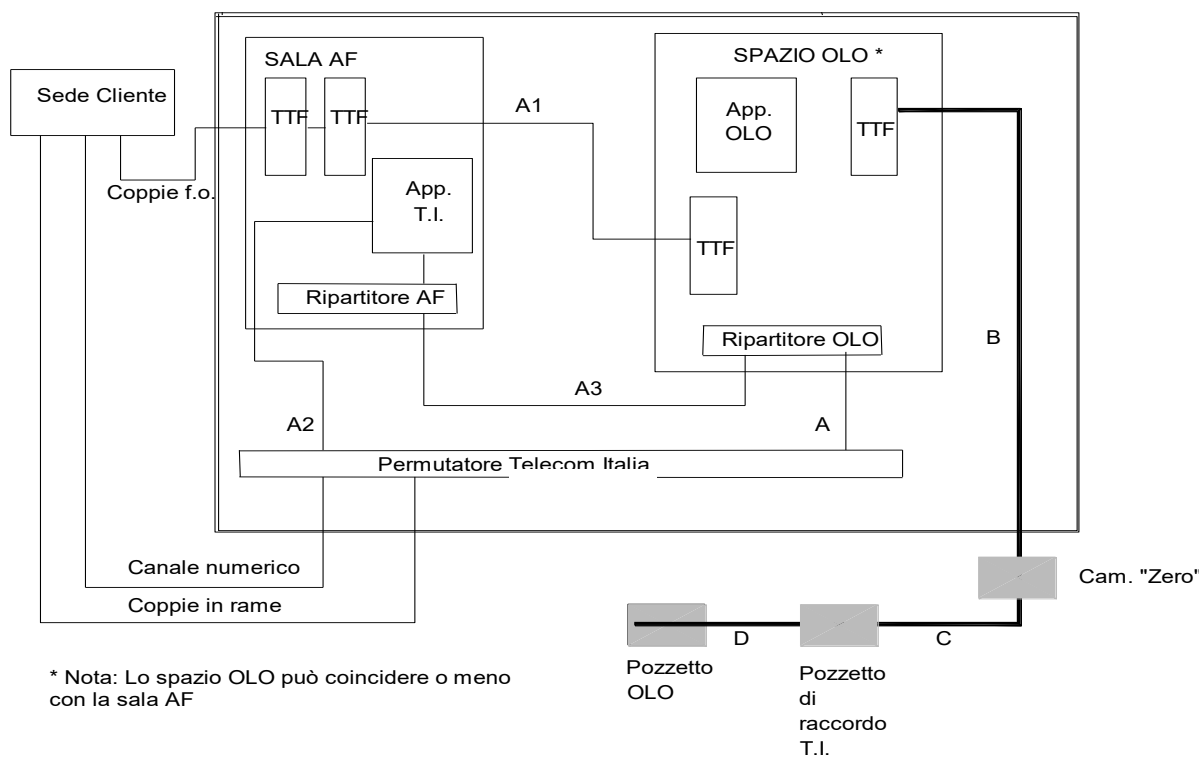 SALA AF
SPAZIO OLO *
Sede Cliente
TTF
TTF
A1
App.
OLO
TTF
Coppie f.o.
App.
T.I.
TTF
Ripartitore AF
Ripartitore OLO
B
A3
A2
A
Permutatore Telecom Italia
Canale numerico
Coppie in rame
Cam. "Zero"
D
C
Pozzetto
OLO
Pozzetto
di
raccordo
T.I.
* Nota: Lo spazio OLO può coincidere o meno
con la sala AF